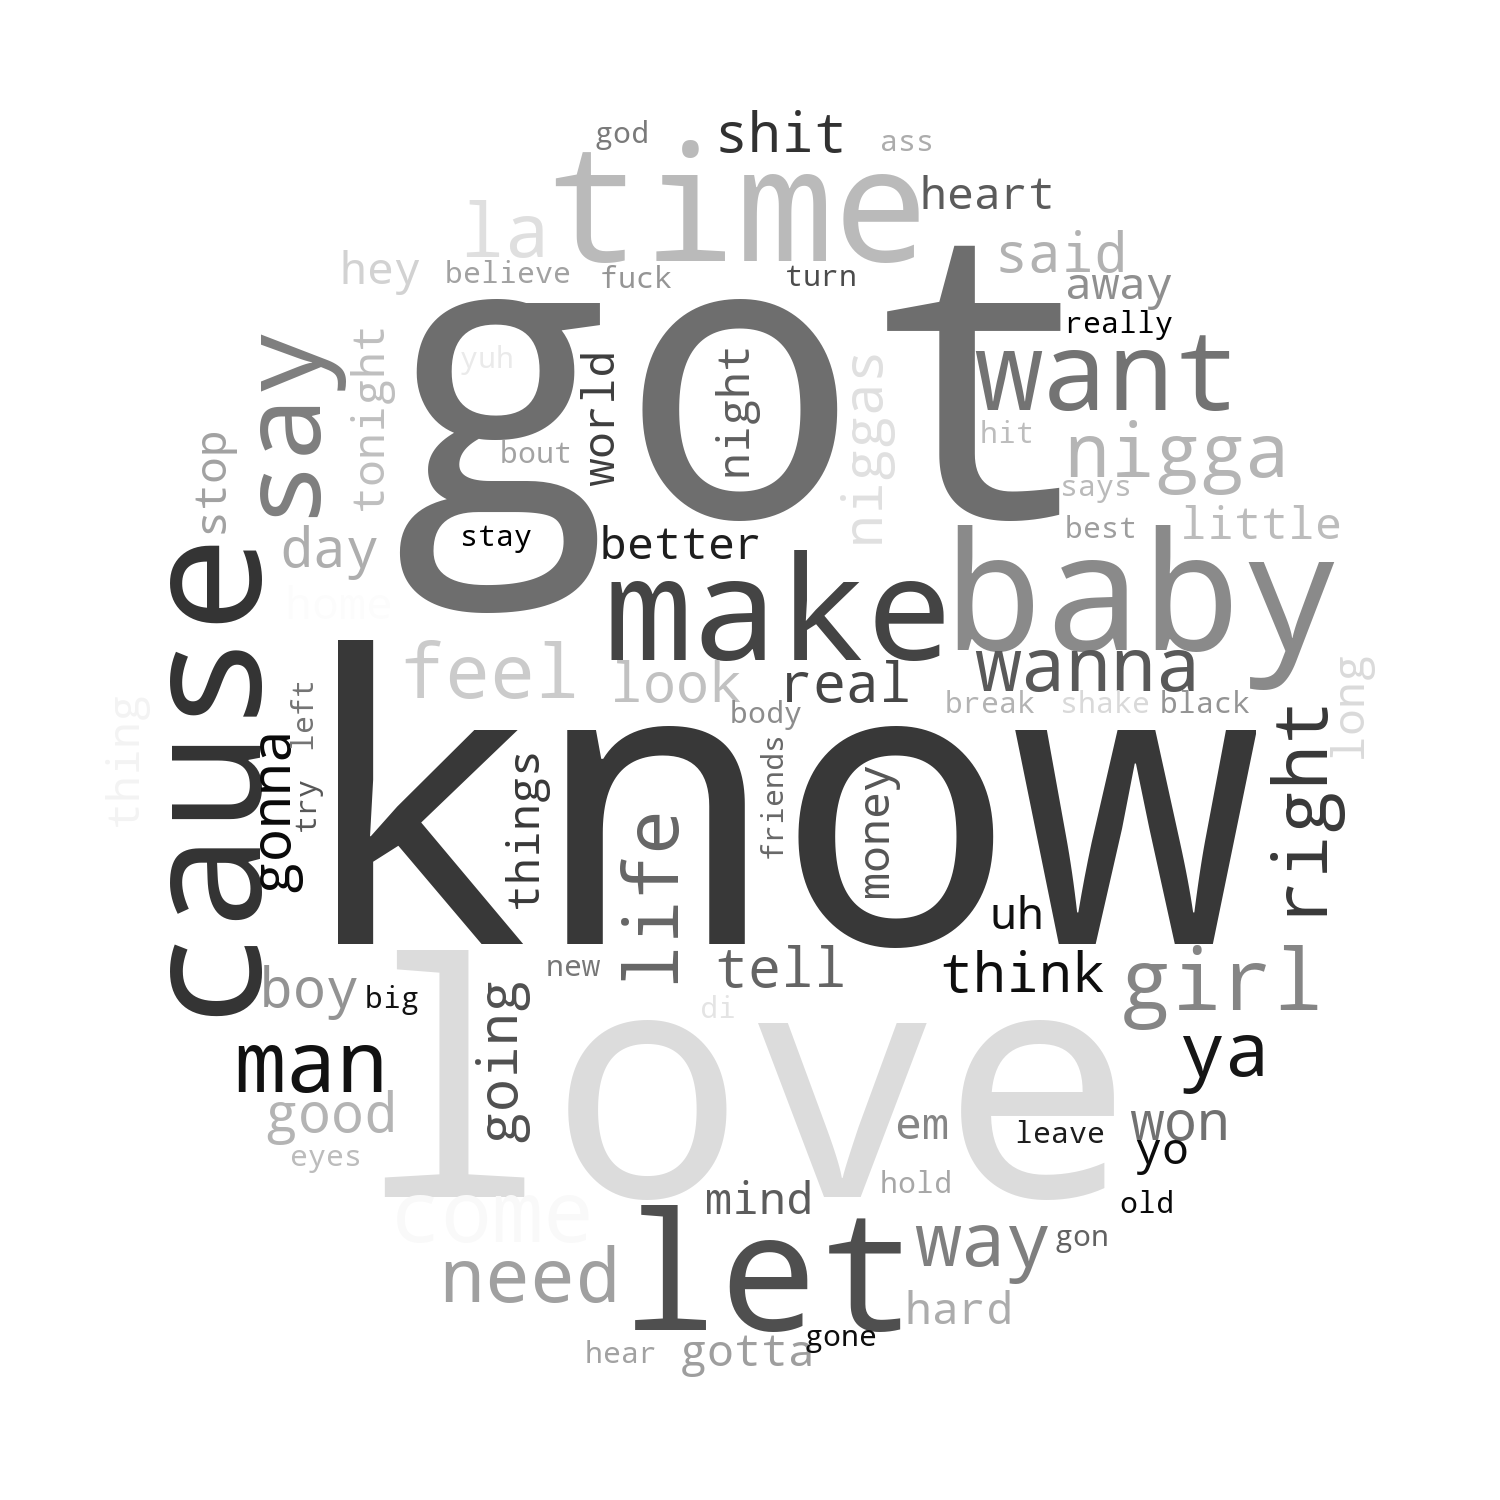 god
shit
ass
time
heart
la
said
hey
believe
fuck
turn
away
got
really
say
tonight
yuh
world
night
niggas
want
hit
nigga
stop
bout
says
day
stay
better
best
little
home
make
baby
cause
feel
look
real
wanna
thing
left
body
break
shake
black
long
know
gonna
try
things
life
friends
money
right
uh
boy
big
new
tell
think
girl
going
di
love
man
ya
good
em
leave
won
yo
eyes
hold
old
come
mind
need
let
way
gon
hard
hear
gotta
gone